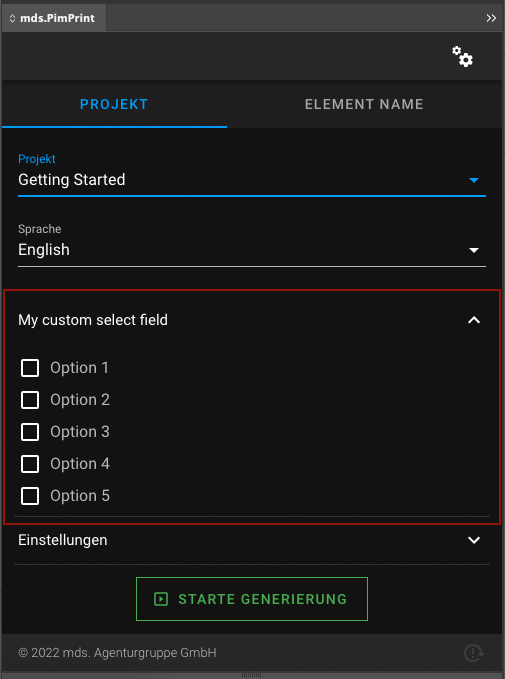 mds.PimPrint
PROJEKT
ELEMENT NAME
Projekt
Getting Started
Sprache
English
My custom select field
Option 1
Option 2
Option 3
Option 4
Option 5
Einstellungen
STARTE GENERIERUNG
© 2022 mds. Agenturgruppe GmbH